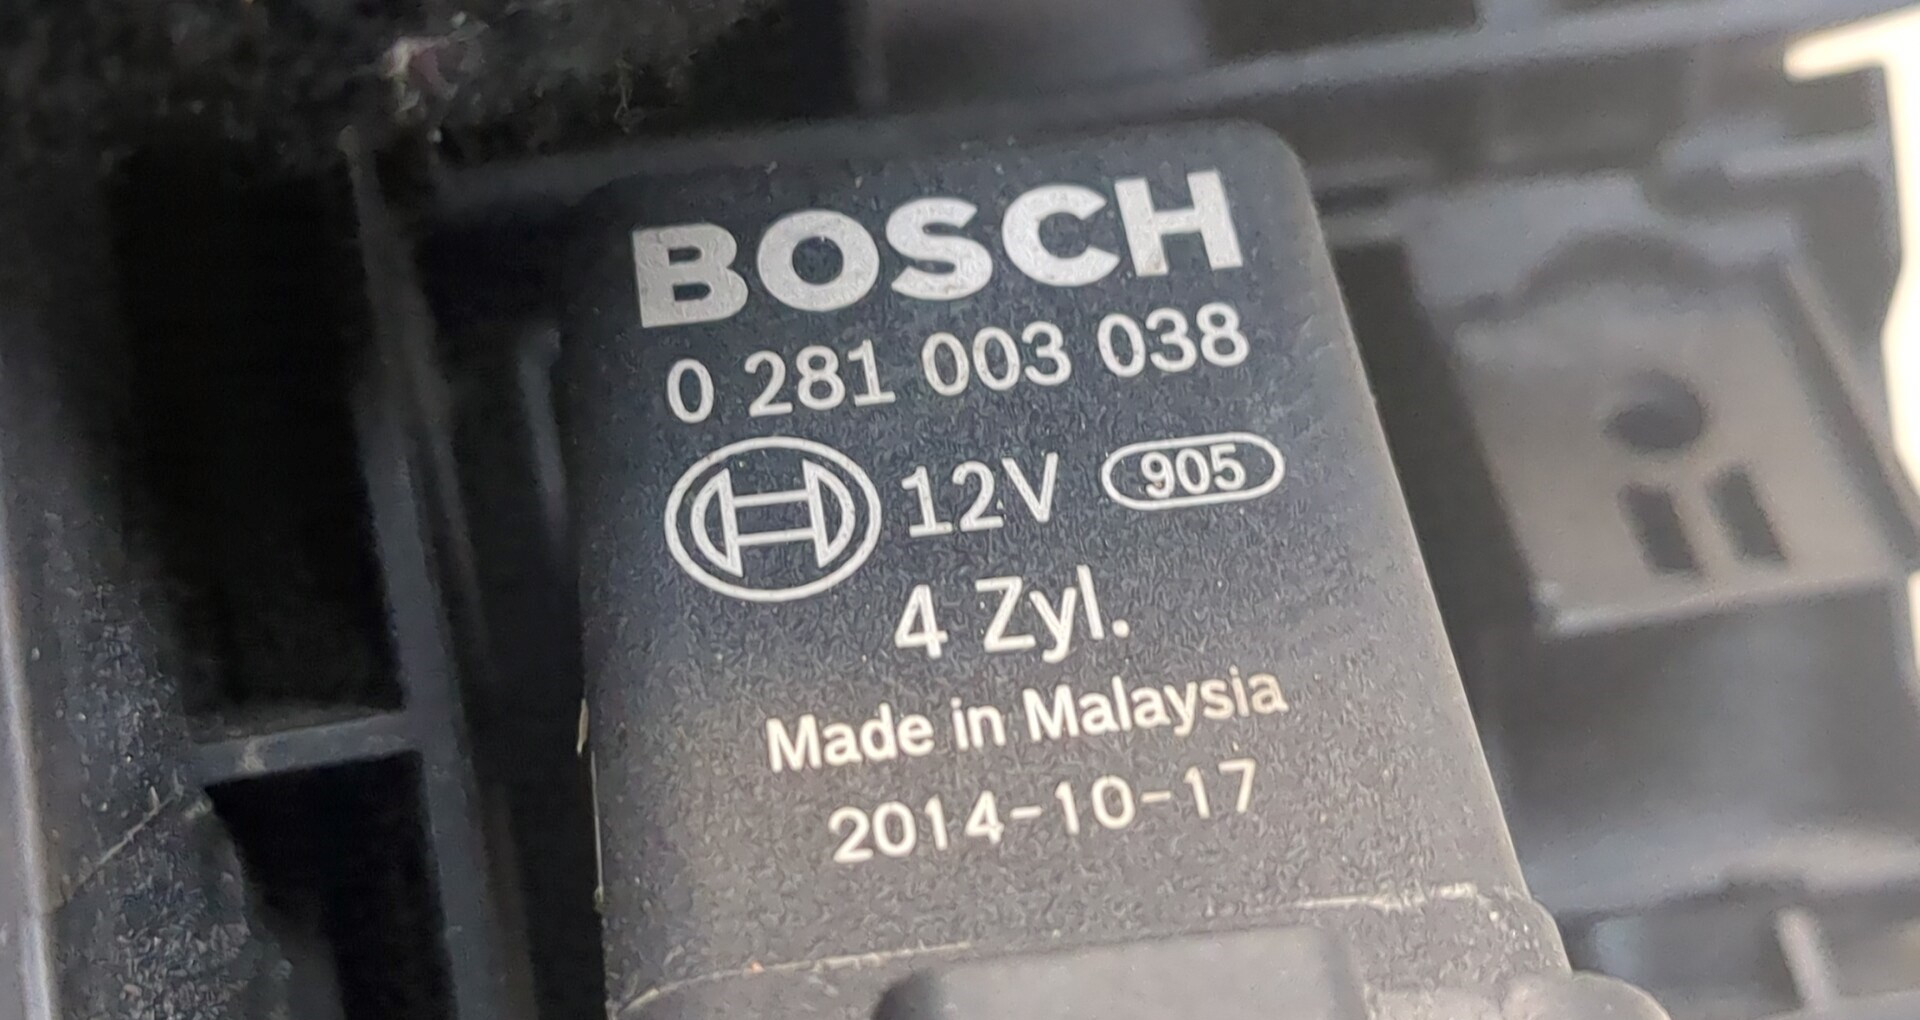 BOSCH
0 281 003 038
12V 905
4 Zyl.
Made in Malaysia
2014-10-17